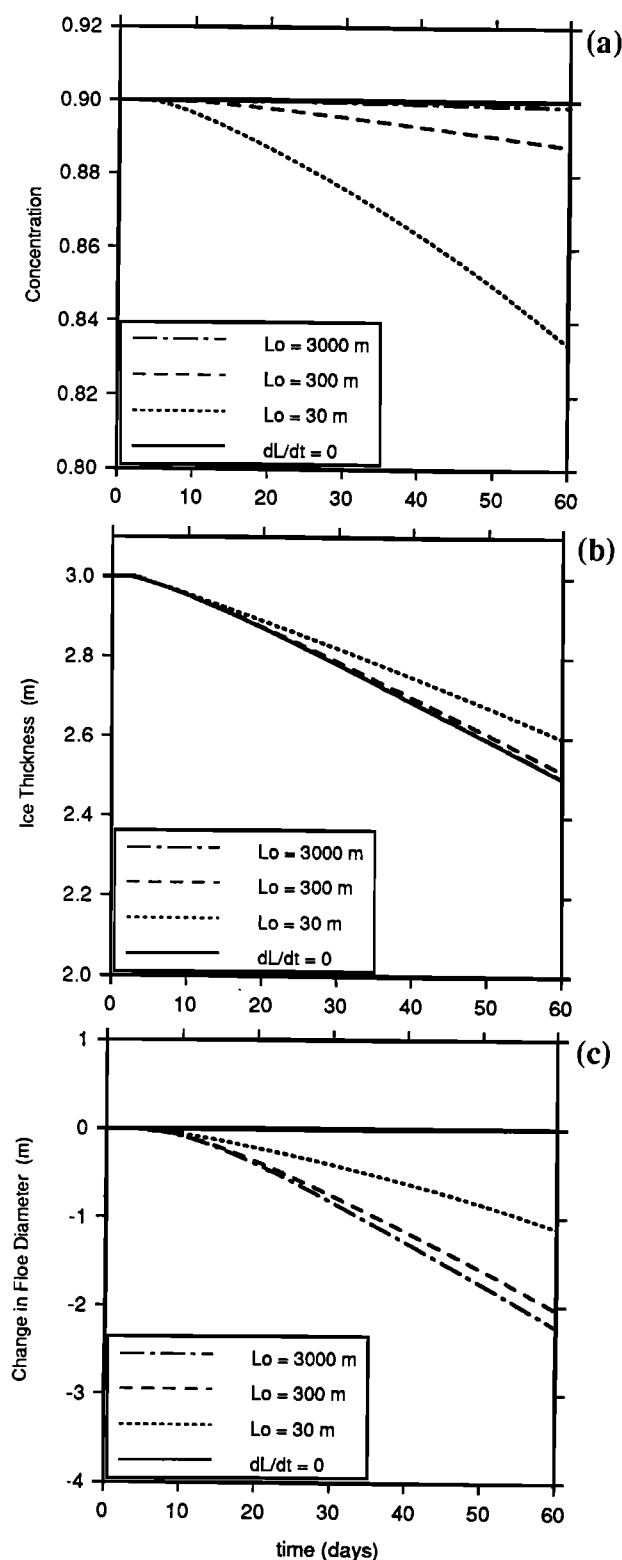 (a)
0.92
0.90
0.88
0.86
0.84
0.82
0.80
Concentration
Lo = 3000 m
Lo = 300 m
Lo = 30 m
dL/dt = 0
0 10 20 30 40 50 60
(b)
3.0
2.8
2.6
2.4
2.2
2.0
Ice Thickness (m)
Lo = 3000 m
Lo = 300 m
Lo = 30 m
dL/dt = 0
0 10 20 30 40 50 60
(c)
1
0
-1
-2
-3
-4
Change in Floe Diameter (m)
Lo = 3000 m
Lo = 300 m
Lo = 30 m
dL/dt = 0
0 10 20 30 40 50 60
time (days)